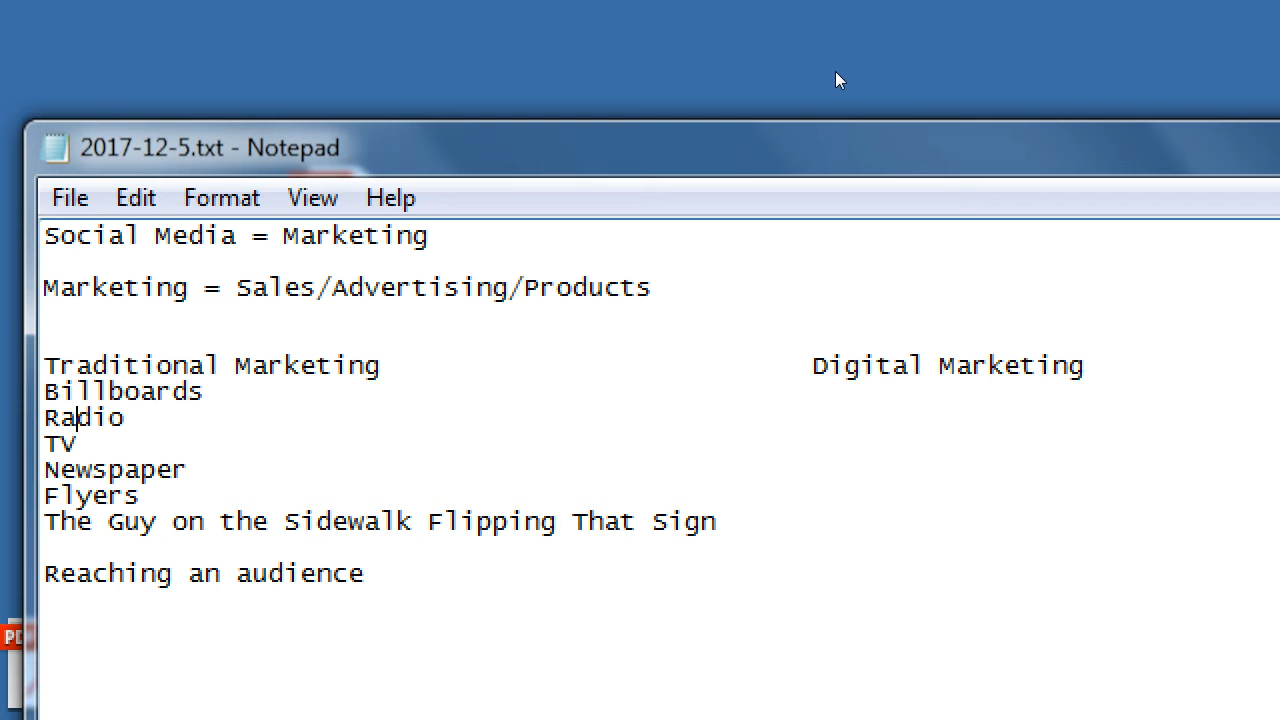 2017-12-5.txt - Notepad
File Edit Format View Help
Social Media = Marketing
Marketing = Sales/Advertising/Products
Traditional Marketing Digital Marketing
Billboards
Radio
TV
Newspaper
Flyers
The Guy on the Sidewalk Flipping That Sign
Reaching an audience